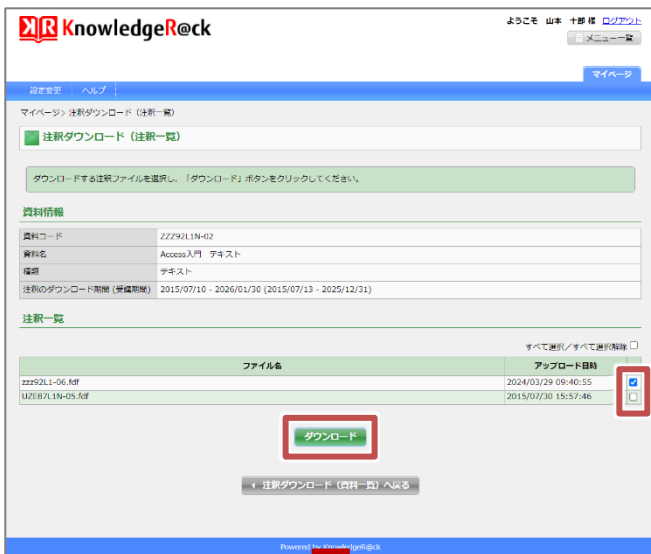 KR KnowledgeR@ck
ようこそ 山本 十郎 様 ログアウト
メニュー一覧
マイページ
設定変更 ヘルプ
マイページ> 注釈ダウンロード（注釈一覧）
注釈ダウンロード（注釈一覧）
ダウンロードする注釈ファイルを選択し、「ダウンロード」ボタンをクリックしてください。
資料情報
資料コード ZZZ92L1N-02
資料名 Access入門 テキスト
種類 テキスト
注釈のダウンロード期間 (受講期間) 2015/07/10 - 2026/01/30 (2015/07/13 - 2025/12/31)
注釈一覧
すべて選択／すべて選択解除
ファイル名 アップロード日時
zzz92L1-06.fdf 2024/03/29 09:40:55
UZE87L1N-05.fdf 2015/07/30 15:57:46
ダウンロード
注釈ダウンロード（資料一覧）へ戻る
Powered by KnowledgeR@ck